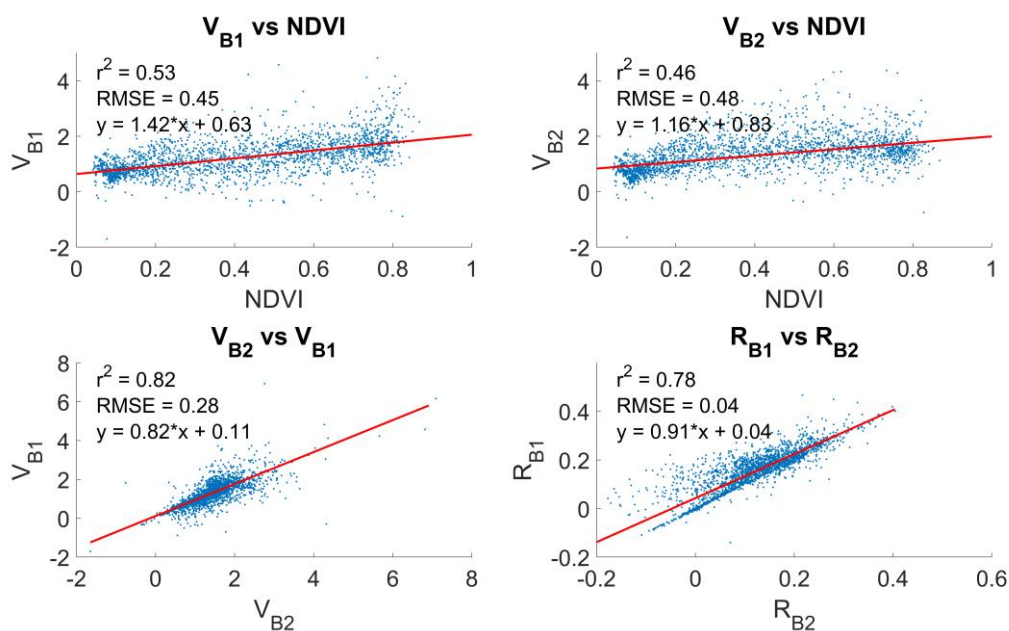 V_B1 vs NDVI
r² = 0.53
RMSE = 0.45
y = 1.42*x + 0.63
V_B1
4
2
0
-2
0 0.2 0.4 0.6 0.8 1
NDVI
V_B2 vs NDVI
r² = 0.46
RMSE = 0.48
y = 1.16*x + 0.83
V_B2
4
2
0
-2
0 0.2 0.4 0.6 0.8 1
NDVI
V_B2 vs V_B1
r² = 0.82
RMSE = 0.28
y = 0.82*x + 0.11
V_B1
8
6
4
2
0
-2
-2 0 2 4 6 8
V_B2
R_B1 vs R_B2
r² = 0.78
RMSE = 0.04
y = 0.91*x + 0.04
R_B1
0.4
0.2
0
-0.2
-0.2 0 0.2 0.4 0.6
R_B2